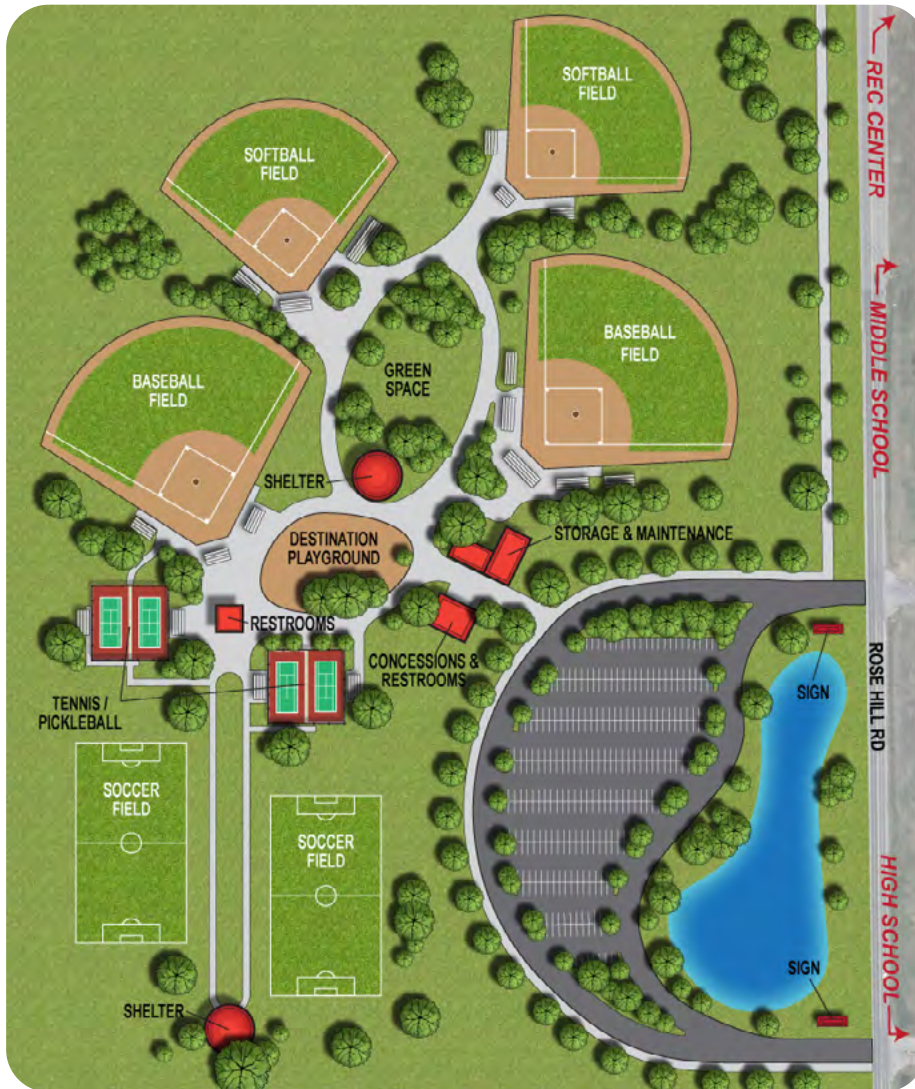 SOFTBALL
FIELD
REC CENTER
SOFTBALL
FIELD
MIDDLE SCHOOL
BASEBALL
FIELD
GREEN
SPACE
BASEBALL
FIELD
SHELTER
DESTINATION
PLAYGROUND
STORAGE & MAINTENANCE
RESTROOMS
CONCESSIONS &
RESTROOMS
ROSE HILL RD
SIGN
TENNIS /
PICKLEBALL
SOCCER
FIELD
SOCCER
FIELD
HIGH SCHOOL
SIGN
SHELTER